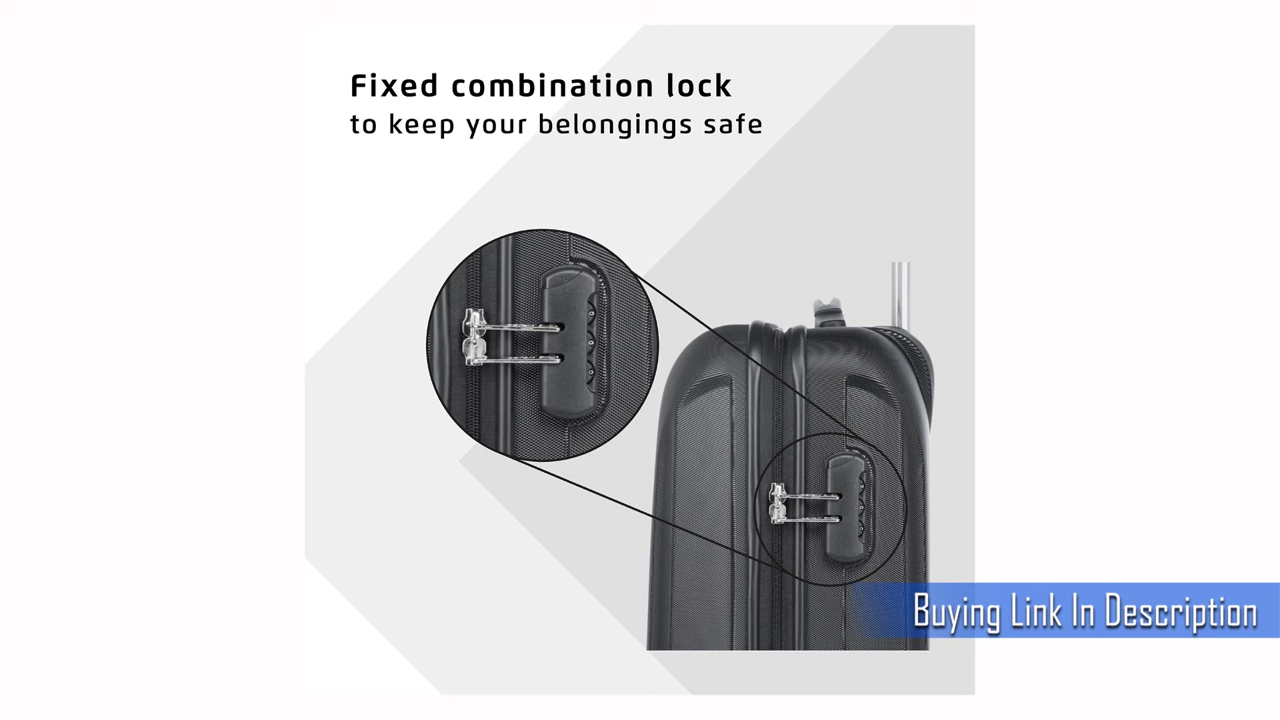 Fixed combination lock
to keep your belongings safe
Buying Link In Description